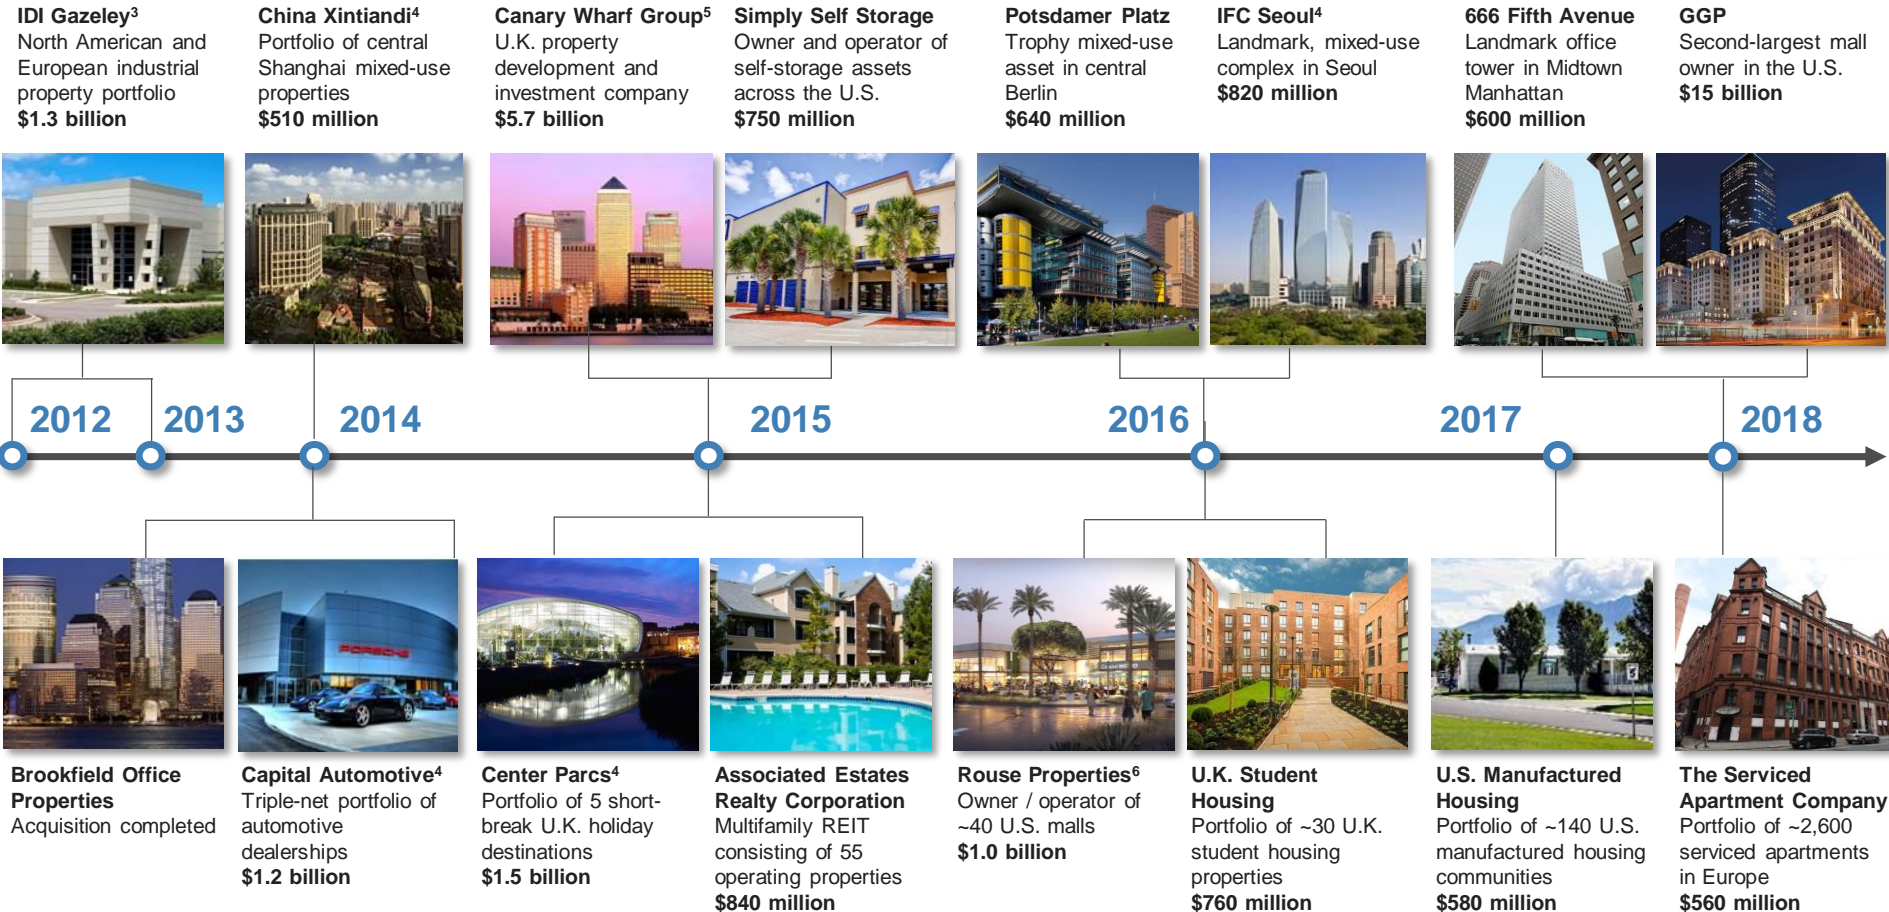 IDI Gazeley³
North American and
European industrial
property portfolio
$1.3 billion
China Xintiandi⁴
Portfolio of central
Shanghai mixed-use
properties
$510 million
Canary Wharf Group⁵
U.K. property
development and
investment company
$5.7 billion
Simply Self Storage
Owner and operator of
self-storage assets
across the U.S.
$750 million
Potsdamer Platz
Trophy mixed-use
asset in central
Berlin
$640 million
IFC Seoul⁴
Landmark, mixed-use
complex in Seoul
$820 million
666 Fifth Avenue
Landmark office
tower in Midtown
Manhattan
$600 million
GGP
Second-largest mall
owner in the U.S.
$15 billion
2012
2013
2014
2015
2016
2017
2018
PORSCHE
Brookfield Office
Properties
Acquisition completed
Capital Automotive⁴
Triple-net portfolio of
automotive
dealerships
$1.2 billion
Center Parcs⁴
Portfolio of 5 short-
break U.K. holiday
destinations
$1.5 billion
Associated Estates
Realty Corporation
Multifamily REIT
consisting of 55
operating properties
$840 million
Rouse Properties⁶
Owner / operator of
~40 U.S. malls
$1.0 billion
U.K. Student
Housing
Portfolio of ~30 U.K.
student housing
properties
$760 million
U.S. Manufactured
Housing
Portfolio of ~140 U.S.
manufactured housing
communities
$580 million
The Serviced
Apartment Company
Portfolio of ~2,600
serviced apartments
in Europe
$560 million